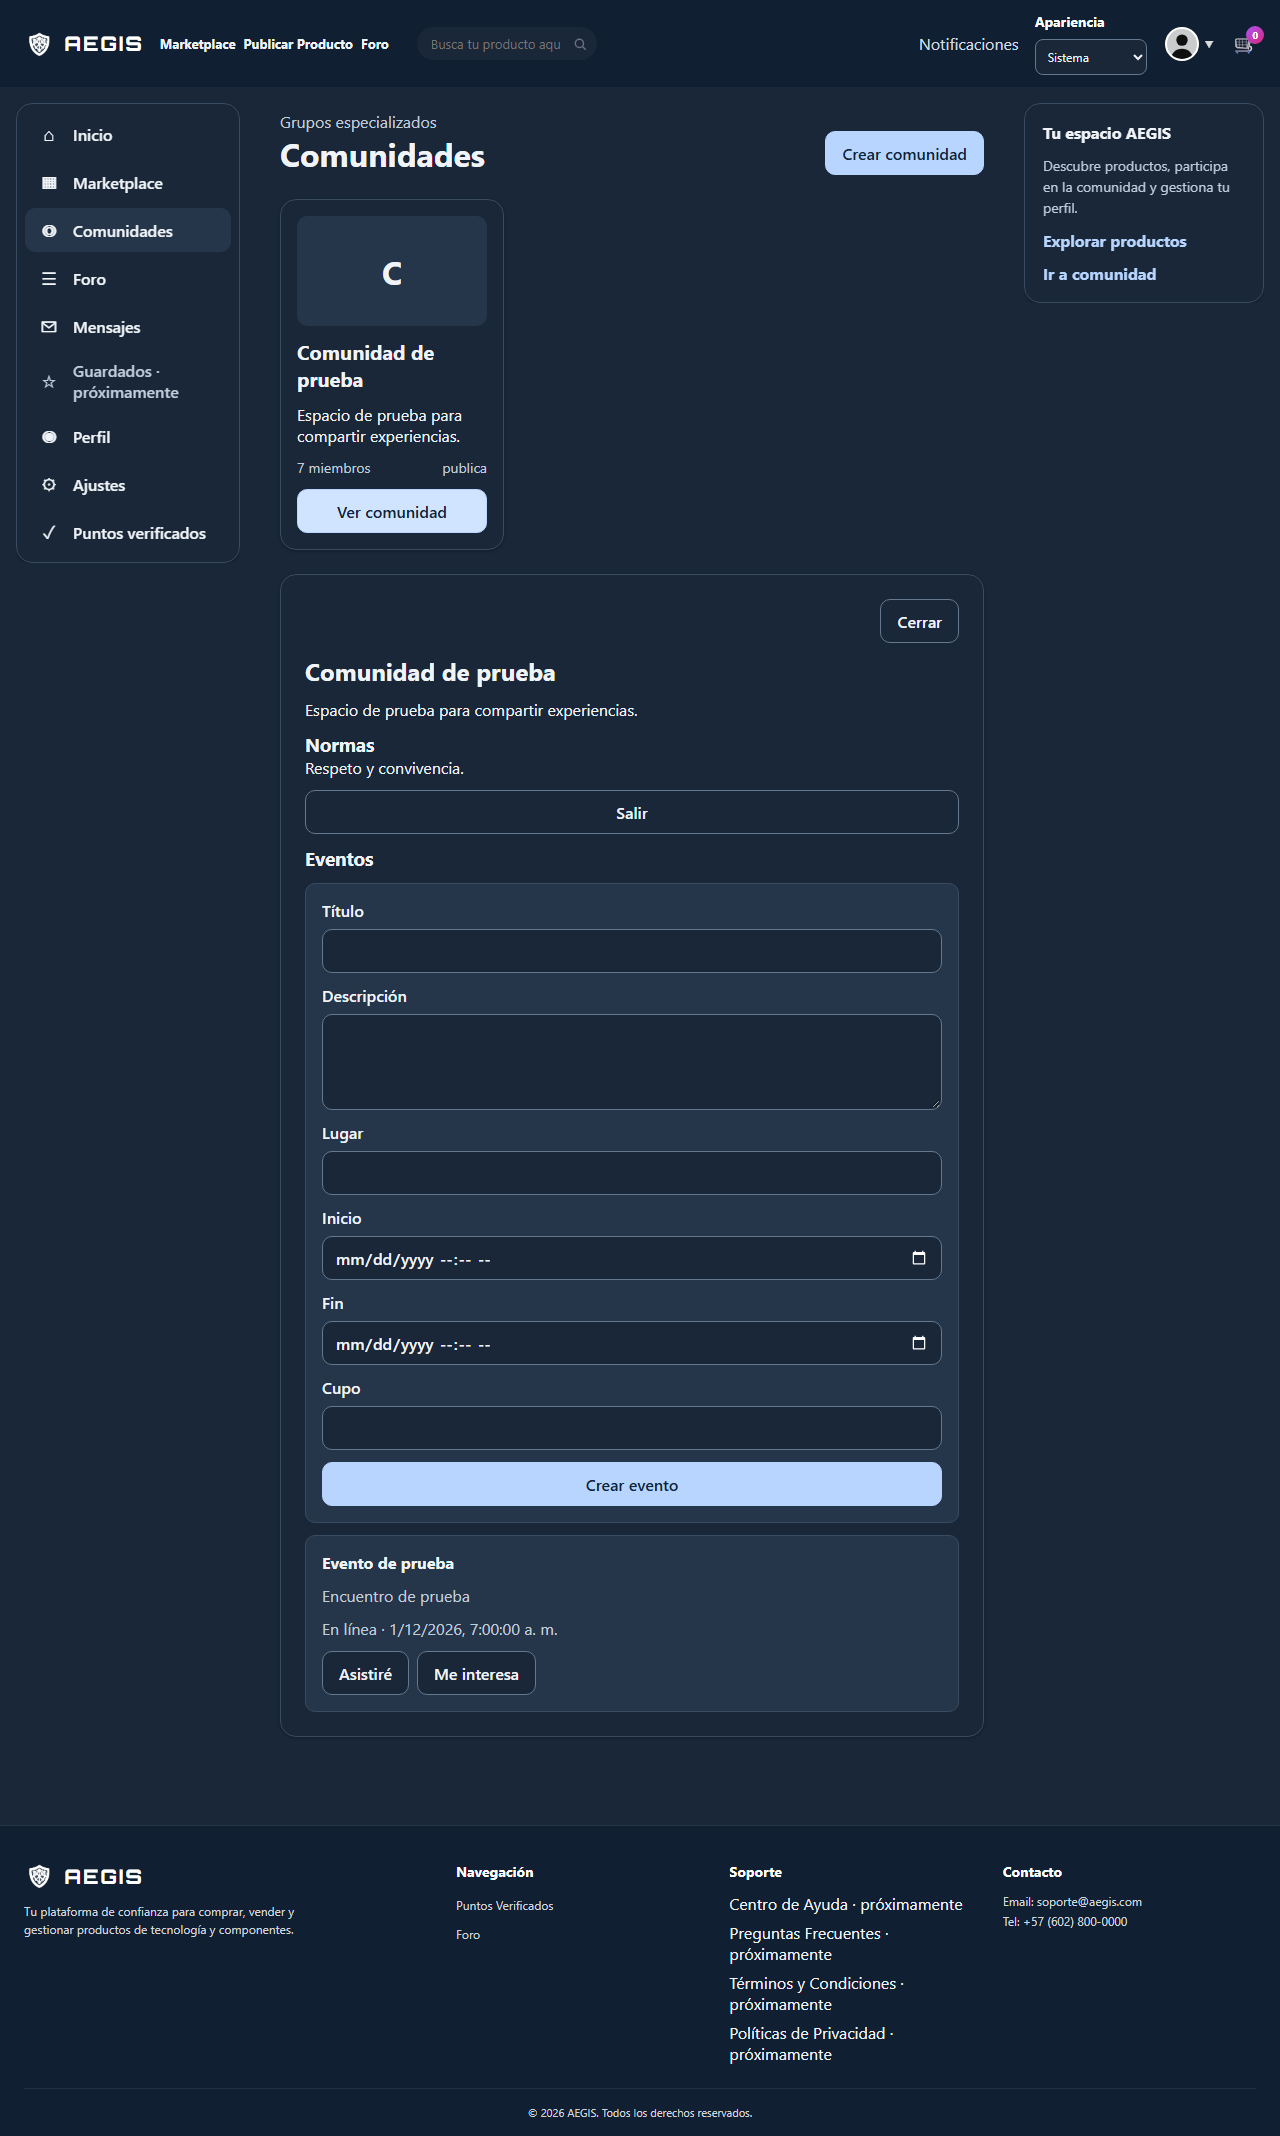 AEGIS
Marketplace Publicar Producto Foro
Busca tu producto aqu
Notificaciones
Apariencia
Sistema
0
Inicio
Marketplace
Comunidades
Foro
Mensajes
Guardados ·
próximamente
Perfil
Ajustes
Puntos verificados
Grupos especializados
Comunidades
Crear comunidad
C
Comunidad de
prueba
Espacio de prueba para
compartir experiencias.
7 miembros publica
Ver comunidad
Tu espacio AEGIS
Descubre productos, participa
en la comunidad y gestiona tu
perfil.
Explorar productos
Ir a comunidad
Cerrar
Comunidad de prueba
Espacio de prueba para compartir experiencias.
Normas
Respeto y convivencia.
Salir
Eventos
Título
Descripción
Lugar
Inicio
mm/dd/yyyy --:-- --
Fin
mm/dd/yyyy --:-- --
Cupo
Crear evento
Evento de prueba
Encuentro de prueba
En línea · 1/12/2026, 7:00:00 a. m.
Asistiré
Me interesa
AEGIS
Tu plataforma de confianza para comprar, vender y
gestionar productos de tecnología y componentes.
Navegación
Puntos Verificados
Foro
Soporte
Centro de Ayuda · próximamente
Preguntas Frecuentes ·
próximamente
Términos y Condiciones ·
próximamente
Políticas de Privacidad ·
próximamente
Contacto
Email: soporte@aegis.com
Tel: +57 (602) 800-0000
© 2026 AEGIS. Todos los derechos reservados.